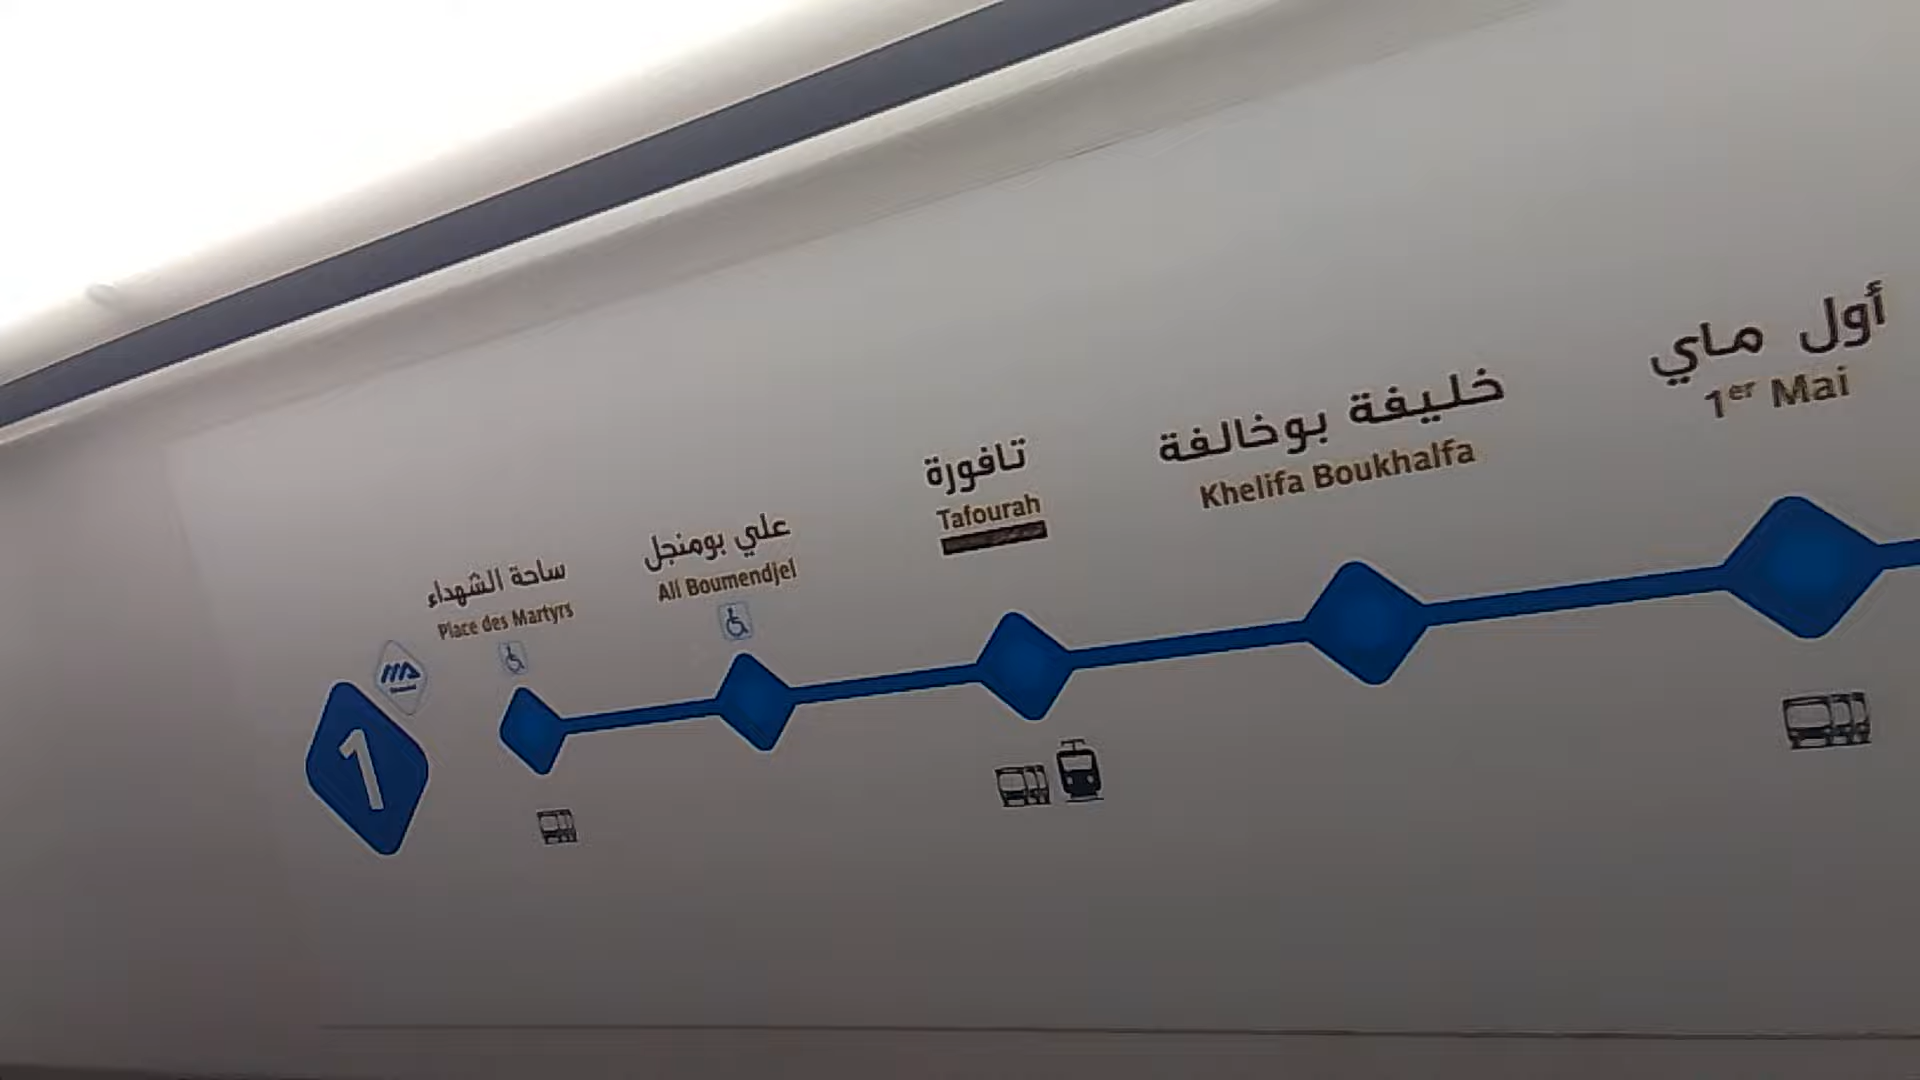 1
ساحة الشهداء
Place des Martyrs
علي بومنجل
Ali Boumendjel
تافورة
Tafourah
خليفة بوخالفة
Khelifa Boukhalfa
أول ماي
1er Mai